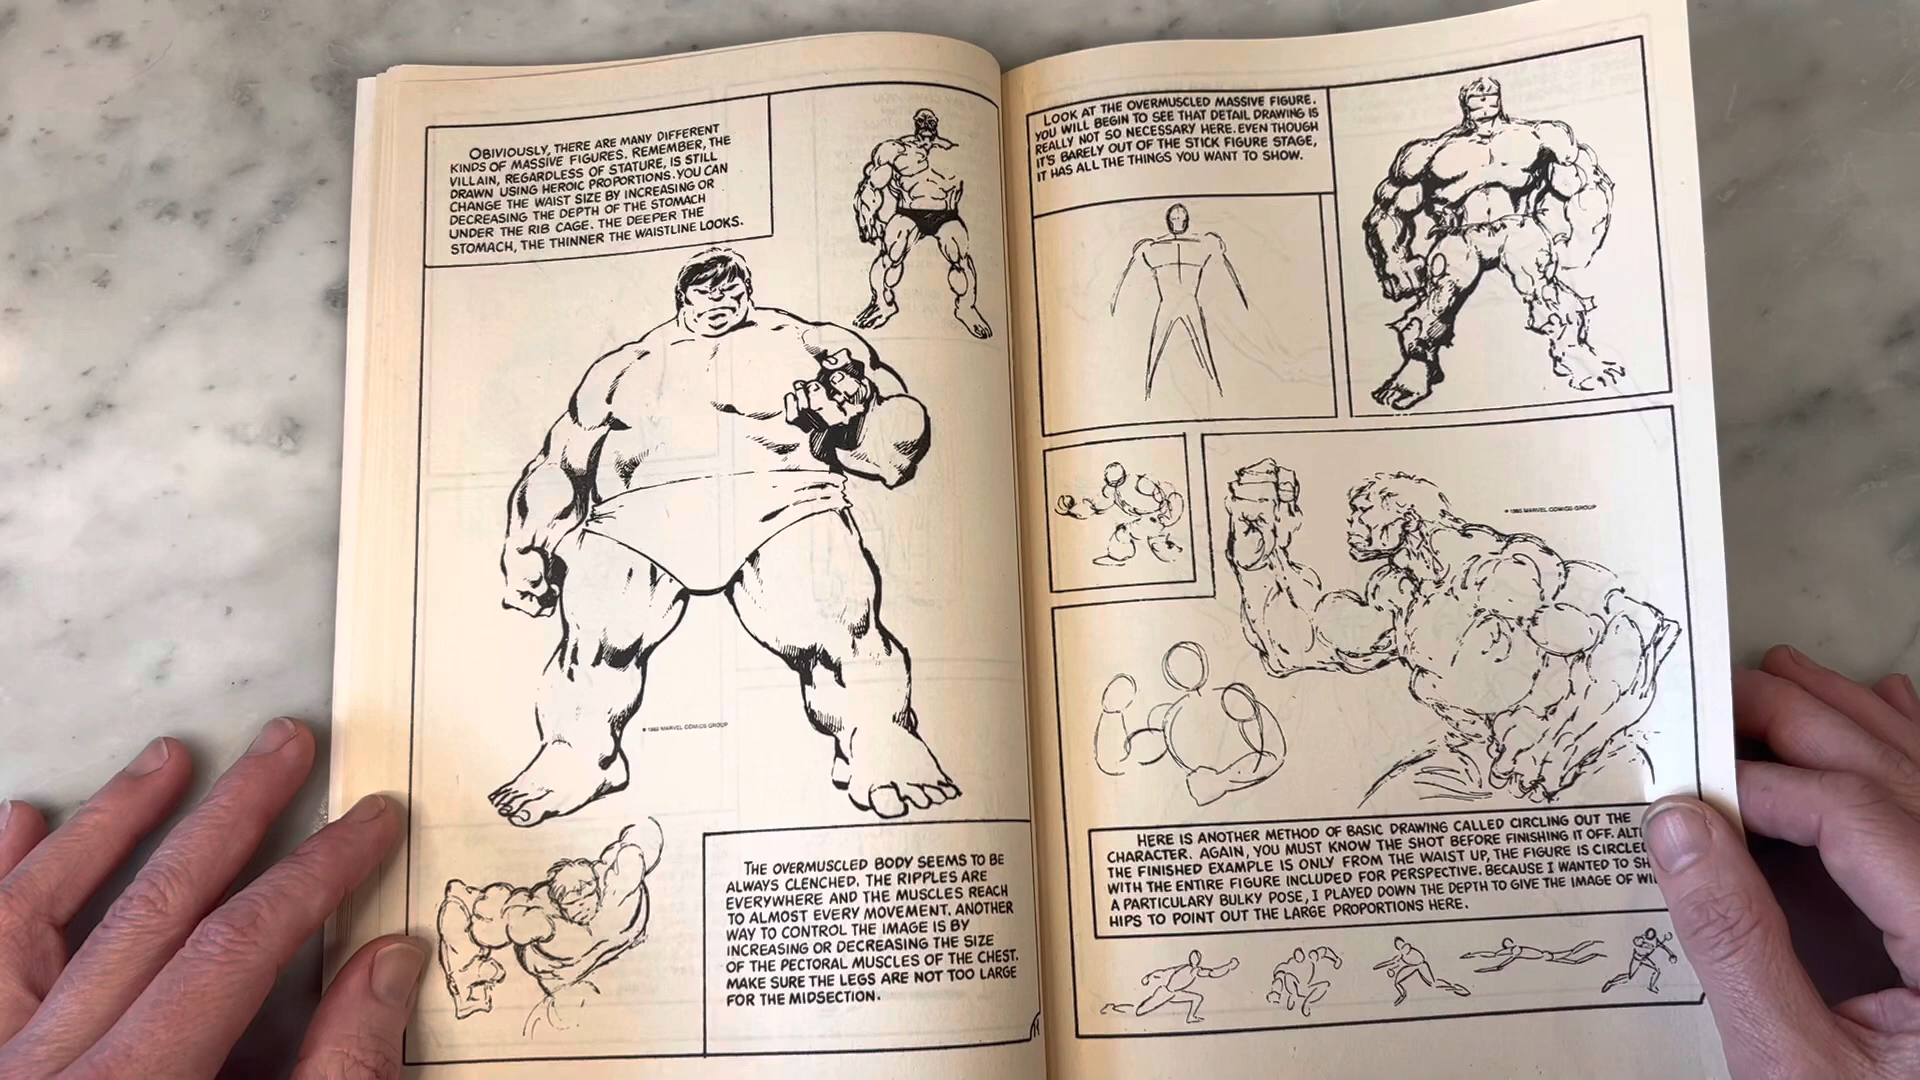 OBIVIOUSLY, THERE ARE MANY DIFFERENT
KINDS OF MASSIVE FIGURES. REMEMBER, THE
VILLAIN, REGARDLESS OF STATURE, IS STILL
DRAWN USING HEROIC PROPORTIONS. YOU CAN
CHANGE THE WAIST SIZE BY INCREASING OR
DECREASING THE DEPTH OF THE STOMACH
UNDER THE RIB CAGE. THE DEEPER THE
STOMACH, THE THINNER THE WAISTLINE LOOKS.
MARVEL COMICS GROUP
THE OVERMUSCLED BODY SEEMS TO BE
ALWAYS CLENCHED. THE RIPPLES ARE
EVERYWHERE AND THE MUSCLES REACH
TO ALMOST EVERY MOVEMENT. ANOTHER
WAY TO CONTROL THE IMAGE IS BY
INCREASING OR DECREASING THE SIZE
OF THE PECTORAL MUSCLES OF THE CHEST.
MAKE SURE THE LEGS ARE NOT TOO LARGE
FOR THE MIDSECTION.
LOOK AT THE OVERMUSCLED MASSIVE FIGURE.
YOU WILL BEGIN TO SEE THAT DETAIL DRAWING IS
REALLY NOT SO NECESSARY HERE. EVEN THOUGH
IT'S BARELY OUT OF THE STICK FIGURE STAGE,
IT HAS ALL THE THINGS YOU WANT TO SHOW.
MARVEL COMICS GROUP
HERE IS ANOTHER METHOD OF BASIC DRAWING CALLED CIRCLING OUT THE
CHARACTER. AGAIN, YOU MUST KNOW THE SHOT BEFORE FINISHING IT OFF.
THE FINISHED EXAMPLE IS ONLY FROM THE WAIST UP, THE FIGURE IS CIRCLED
WITH THE ENTIRE FIGURE INCLUDED FOR PERSPECTIVE. BECAUSE I WANTED TO
A PARTICULARY BULKY POSE, I PLAYED DOWN THE DEPTH TO GIVE THE IMAGE OF
HIPS TO POINT OUT THE LARGE PROPORTIONS HERE.